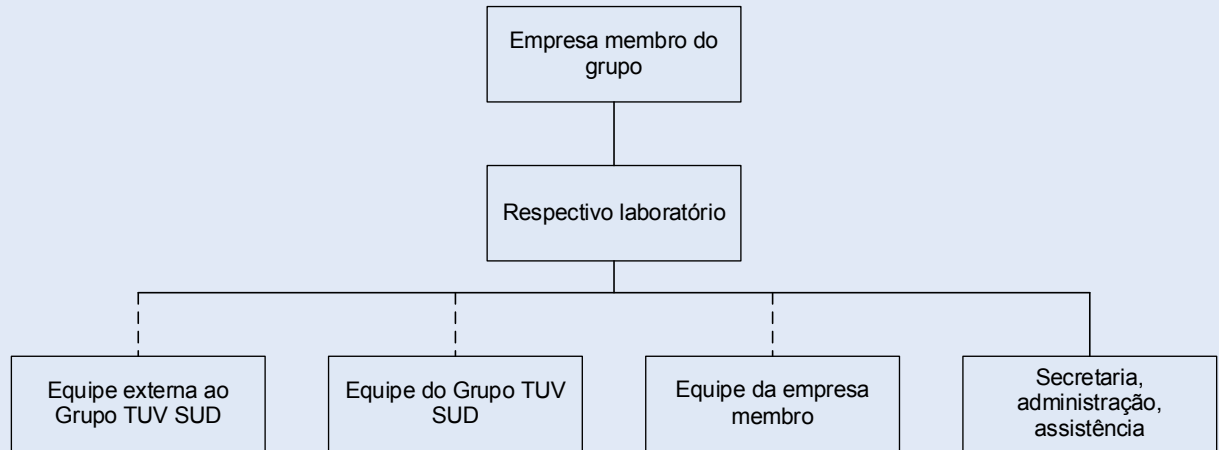 Empresa membro do
grupo
Respectivo laboratório
Equipe externa ao
Grupo TUV SUD
Equipe do Grupo TUV
SUD
Equipe da empresa
membro
Secretaria,
administração,
assistência